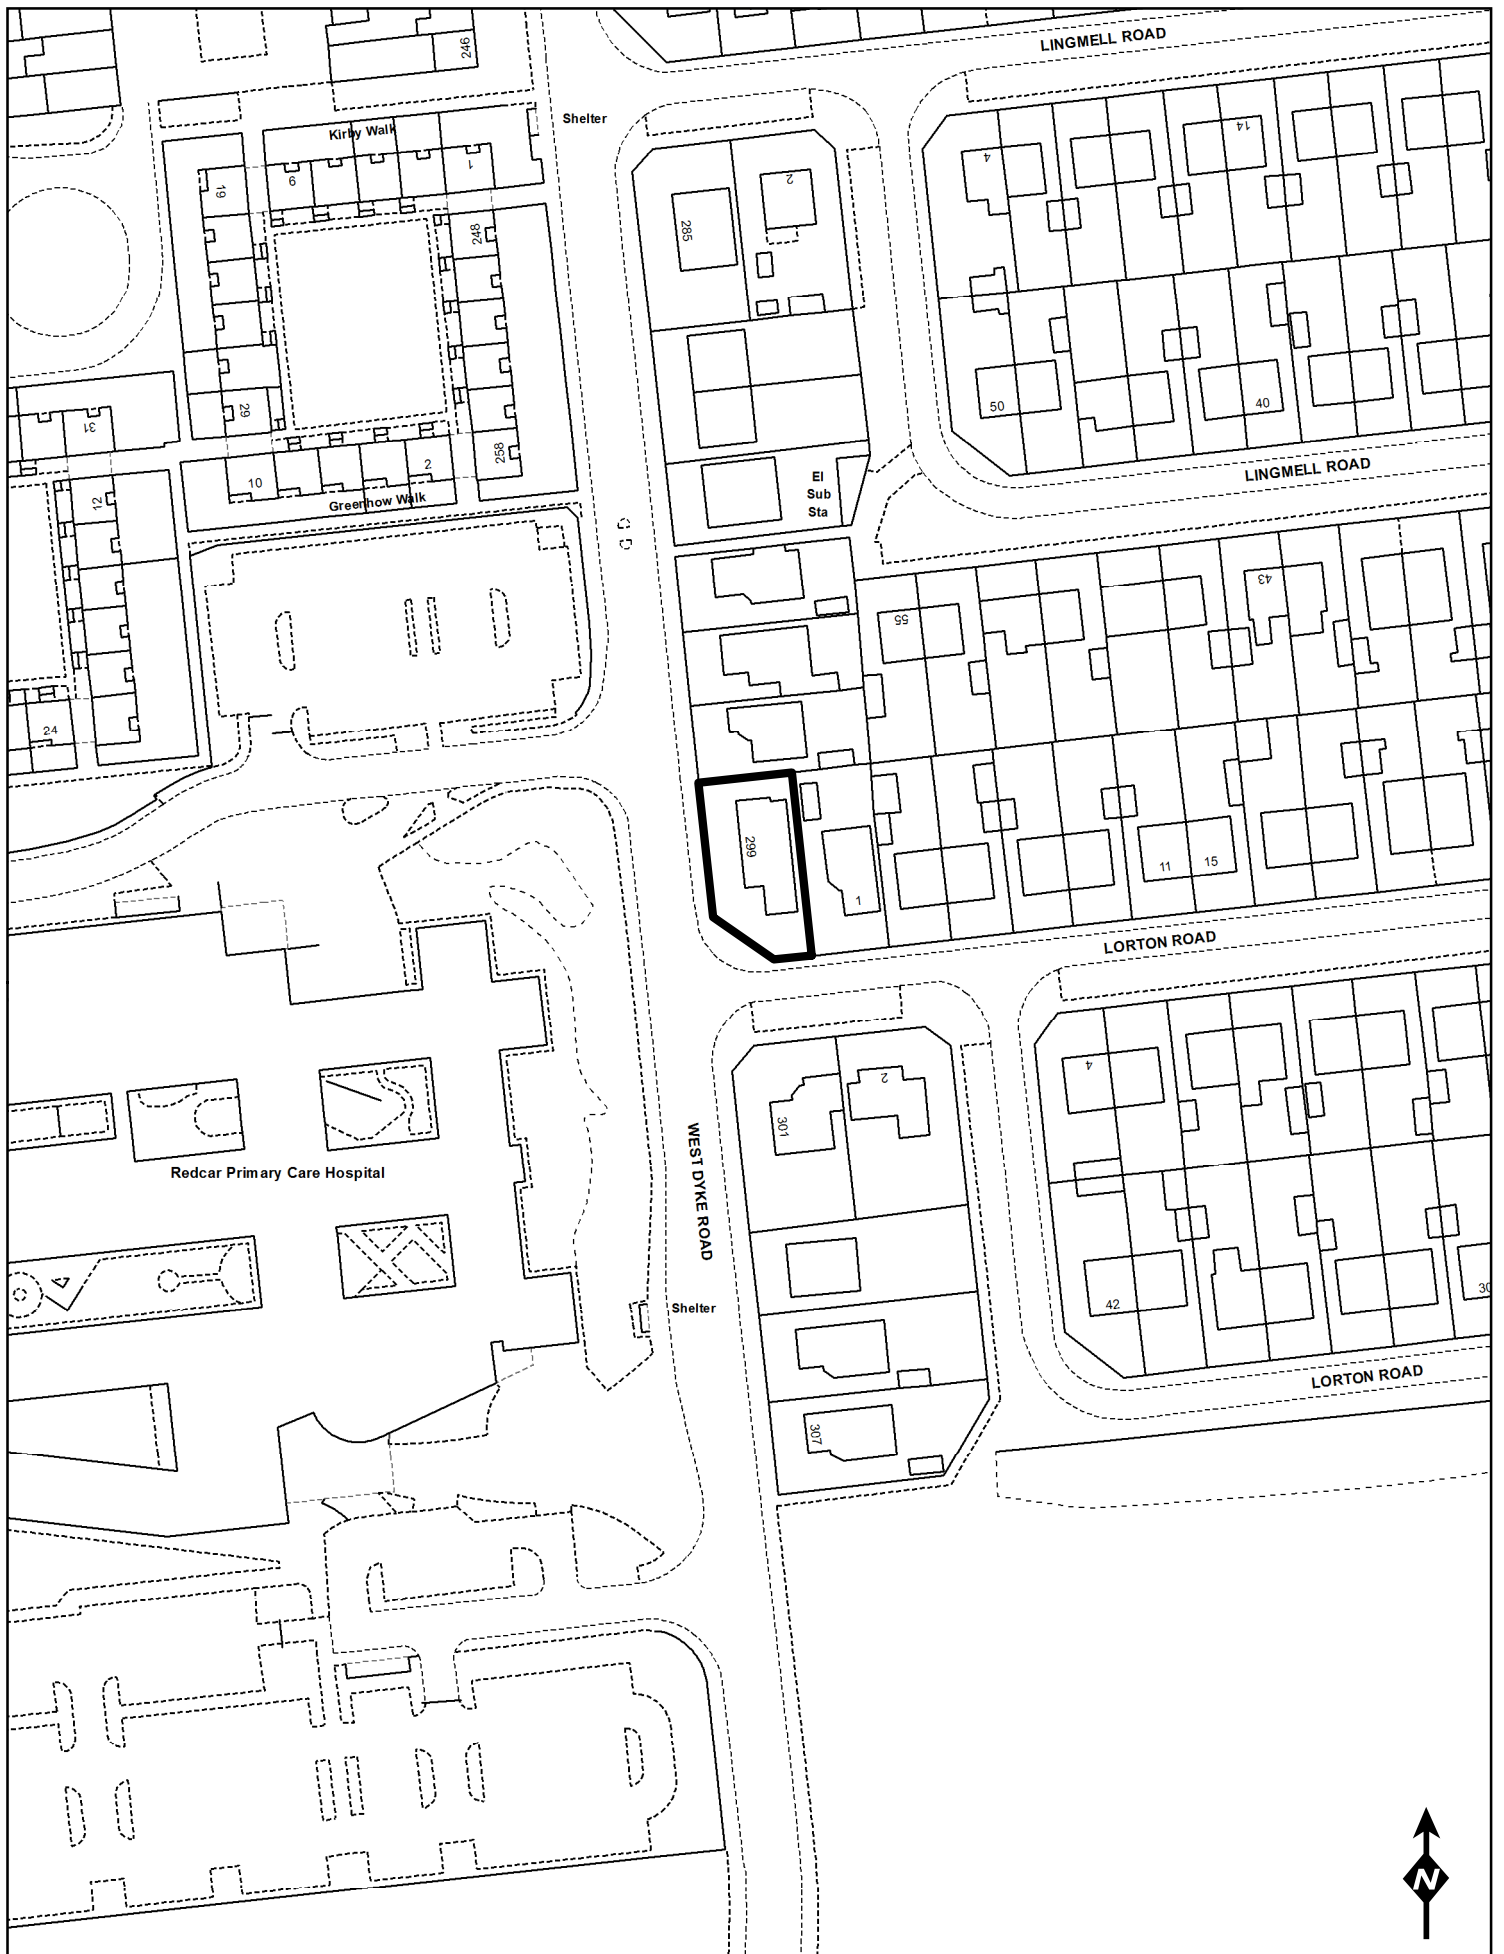 LINGMELL ROAD
246
Shelter
Kirby Walk
14
4
1
9
19
2
285
248
50
40
29
31
258
2
10
12
Greenhow Walk
LINGMELL ROAD
El
Sub
Sta
43
55
24
299
11
15
1
LORTON ROAD
4
2
301
WEST DYKE ROAD
Redcar Primary Care Hospital
42
30
Shelter
LORTON ROAD
307
N